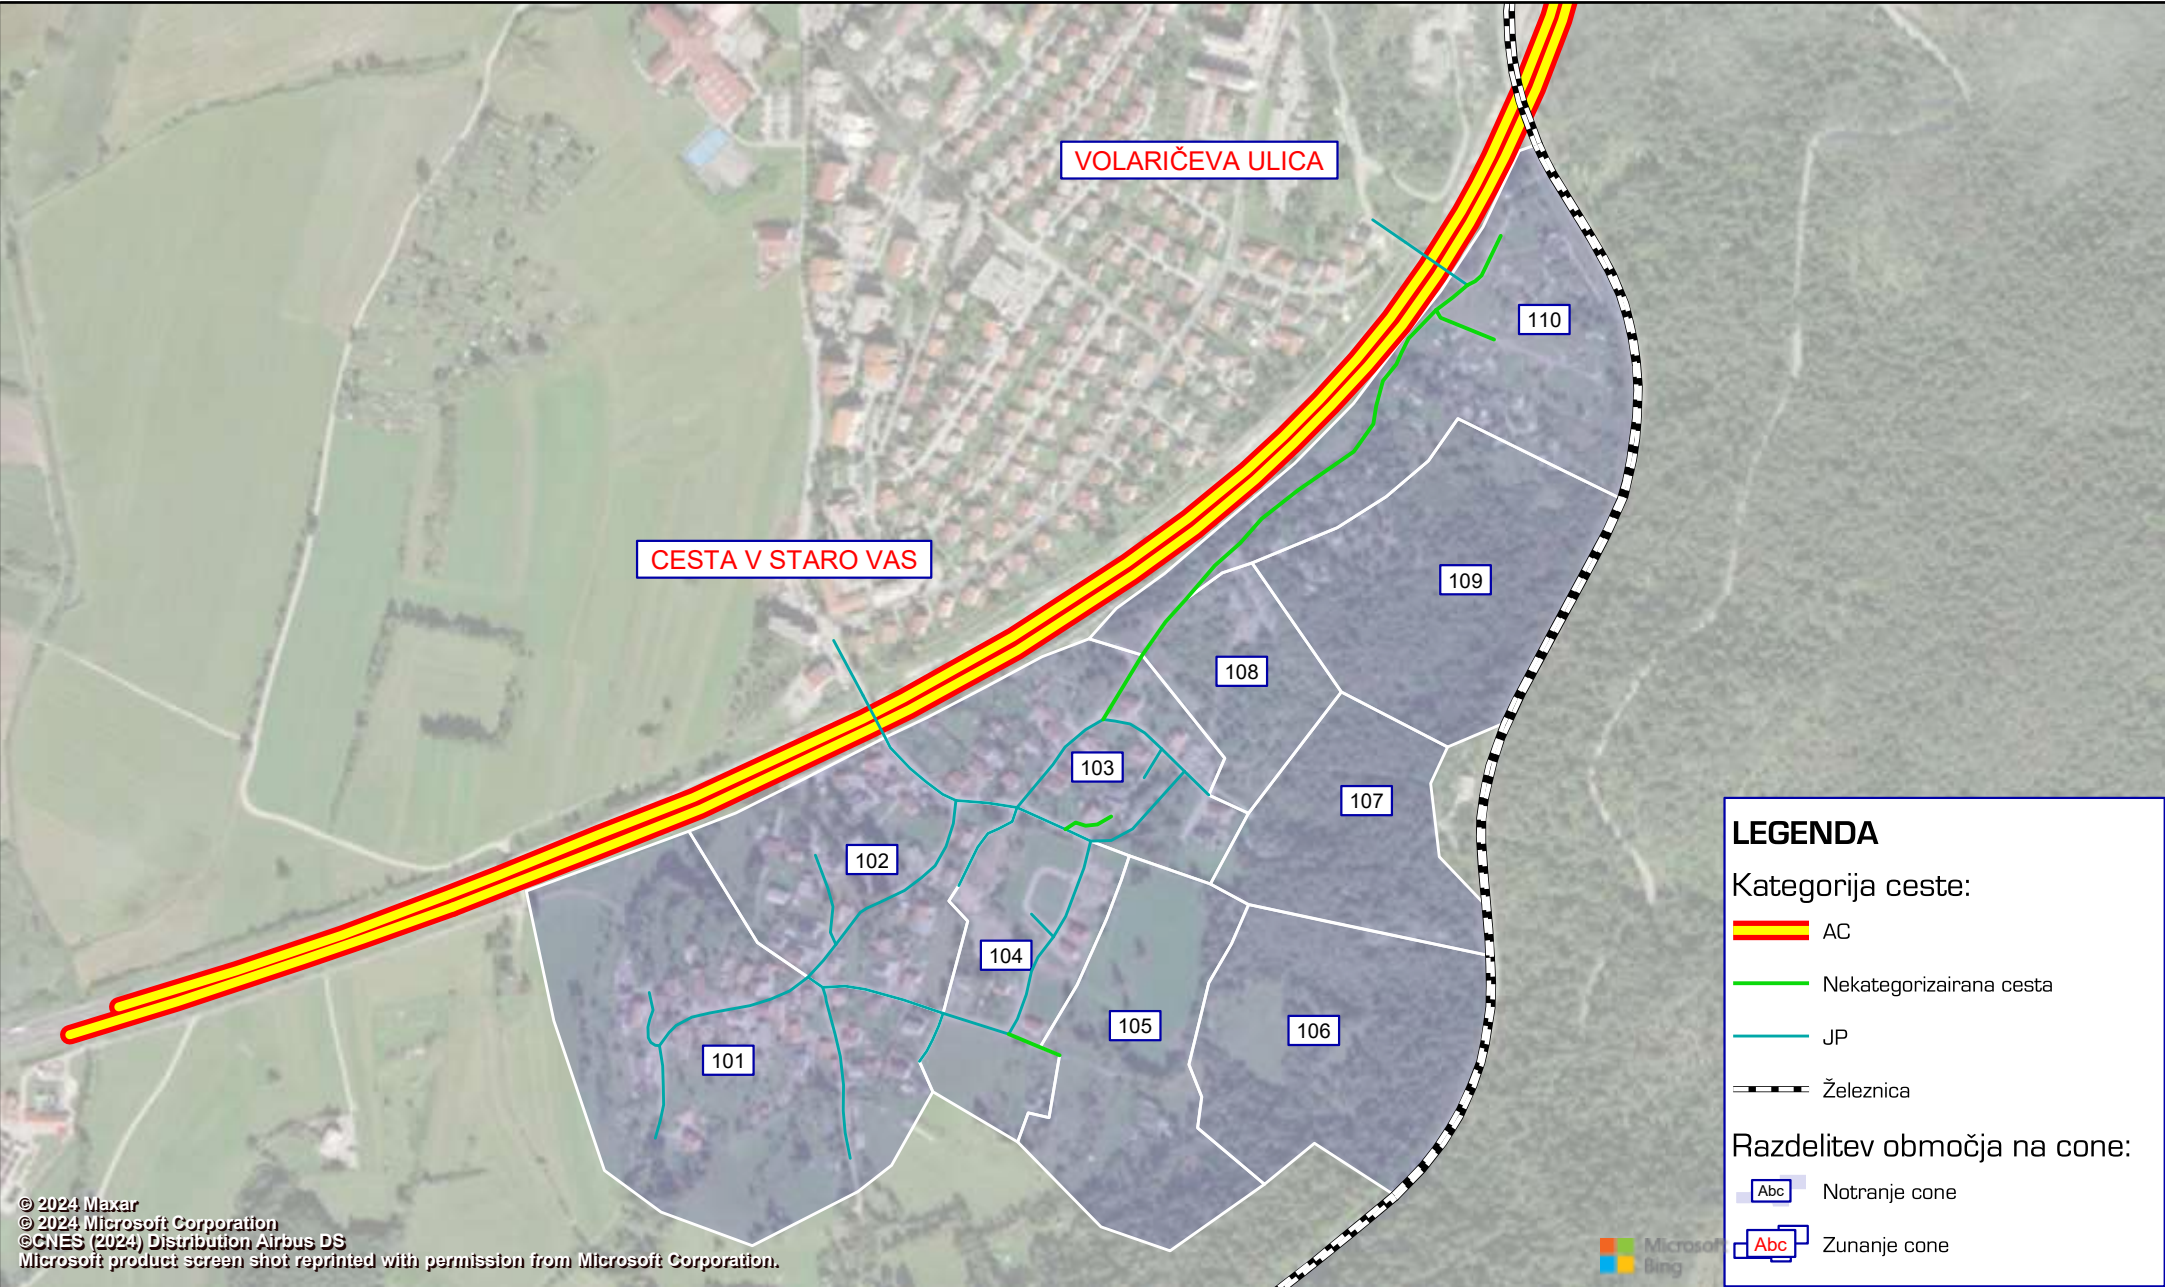 VOLARIČEVA ULICA
110
CESTA V STARO VAS
109
108
103
107
102
104
105
106
101
LEGENDA
Kategorija ceste:
AC
Nekategorizairana cesta
JP
Železnica
Razdelitev območja na cone:
Abc Notranje cone
Abc Zunanje cone
© 2024 Maxar
© 2024 Microsoft Corporation
©CNES (2024) Distribution Airbus DS
Microsoft product screen shot reprinted with permission from Microsoft Corporation.
Microsoft
Bing